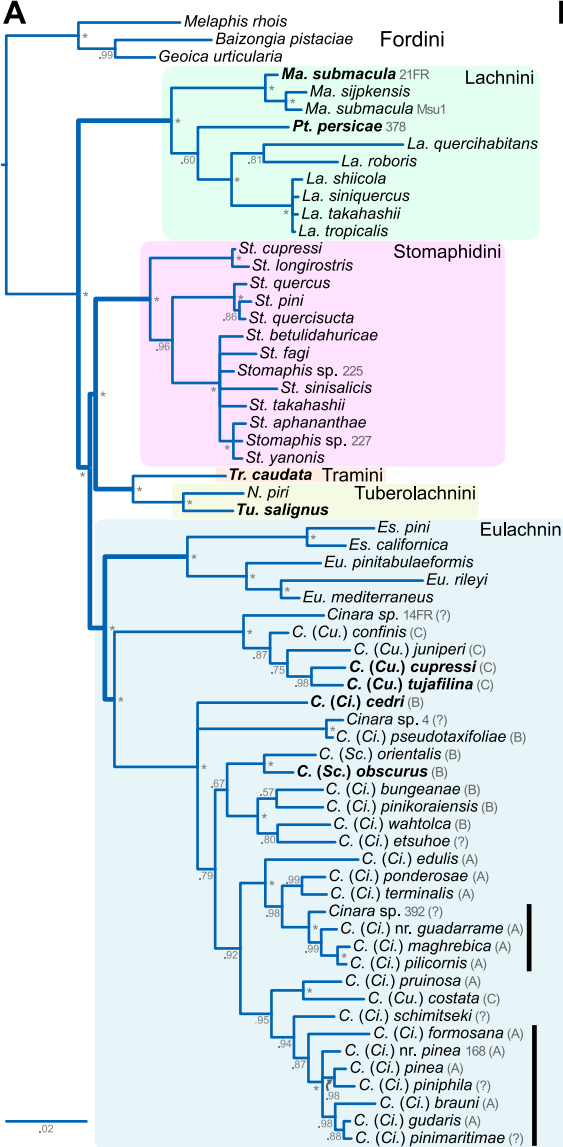 A
Melaphis rhois
*
Baizongia pistaciae
Fordini
.99
Geoica urticularia
Ma. submacula 21FR
Lachnini
*
Ma. sijpkensis
*
Ma. submacula Msu1
*
Pt. persicae 378
La. quercihabitans
.60
.81
La. roboris
*
La. shiicola
La. siniquercus
*
La. takahashii
La. tropicalis
St. cupressi
Stomaphidini
*
St. longirostris
St. quercus
*
*
St. pini
.86
St. quercisucta
St. betulidahuricae
.96
St. fagi
Stomaphis sp. 225
*
St. sinisalicis
*
St. takahashii
St. aphananthae
*
Stomaphis sp. 227
St. yanonis
*
Tr. caudata
Tramini
*
N. piri
Tuberolachnini
*
Tu. salignus
Es. pini
Eulachnin
*
Es. californica
*
Eu. pinitabulaeformis
*
Eu. rileyi
*
Eu. mediterraneus
Cinara sp. 14FR (?)
*
*
C. (Cu.) confinis (C)
.87
C. (Cu.) juniperi (C)
.75
C. (Cu.) cupressi (C)
.98
C. (Cu.) tujafilina (C)
*
C. (Ci.) cedri (B)
Cinara sp. 4 (?)
*
C. (Ci.) pseudotaxifoliae (B)
C. (Sc.) orientalis (B)
*
*
C. (Sc.) obscurus (B)
.67
C. (Ci.) bungeanae (B)
.57
C. (Ci.) pinikoraiensis (B)
*
C. (Ci.) wahtolca (B)
.80
C. (Ci.) etsuhoe (?)
C. (Ci.) edulis (A)
.79
*
.99
C. (Ci.) ponderosae (A)
C. (Ci.) terminalis (A)
.98
Cinara sp. 392 (?)
*
C. (Ci.) nr. guadarrame (A)
.99
C. (Ci.) maghrebica (A)
.92
*
C. (Ci.) pilicornis (A)
C. (Ci.) pruinosa (A)
*
C. (Cu.) costata (C)
.95
C. (Ci.) schimitseki (?)
.94
C. (Ci.) formosana (A)
.87
C. (Ci.) nr. pinea 168 (A)
C. (Ci.) pinea (A)
*
C. (Ci.) piniphila (?)
.98
C. (Ci.) brauni (A)
.98
C. (Ci.) gudaris (A)
.88
C. (Ci.) pinimaritimae (?)
.02